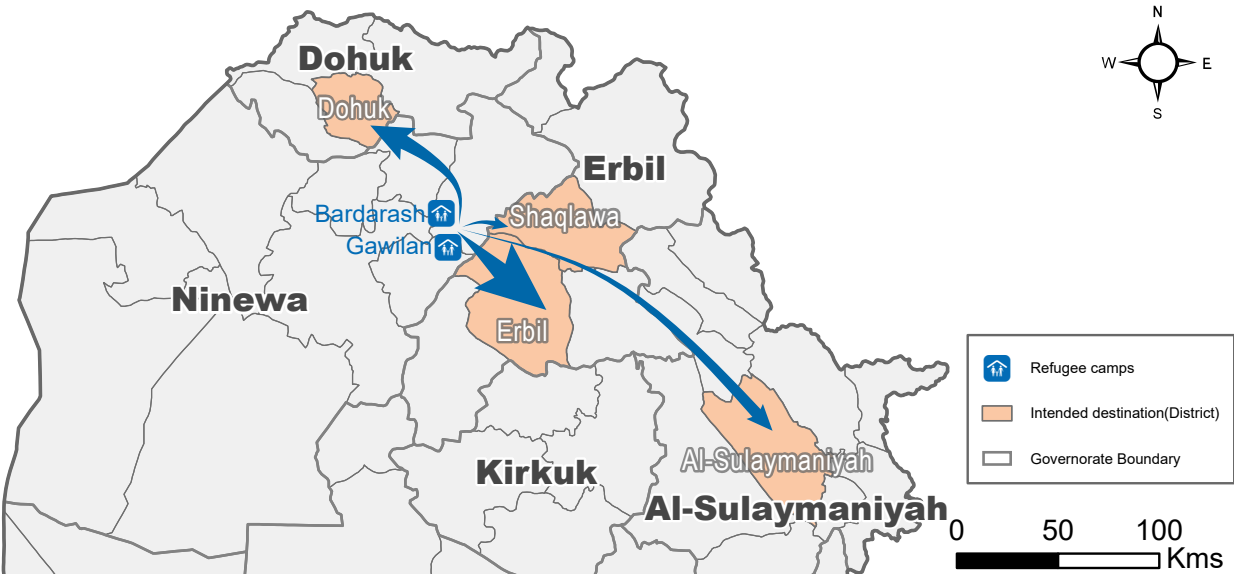 N
W E
S
Dohuk
Dohuk
Erbil
Bardarash
Shaqlawa
Gawilan
Ninewa
Erbil
Refugee camps
Intended destination(District)
Governorate Boundary
Al-Sulaymaniyah
Kirkuk
Al-Sulaymaniyah
0 50 100
Kms